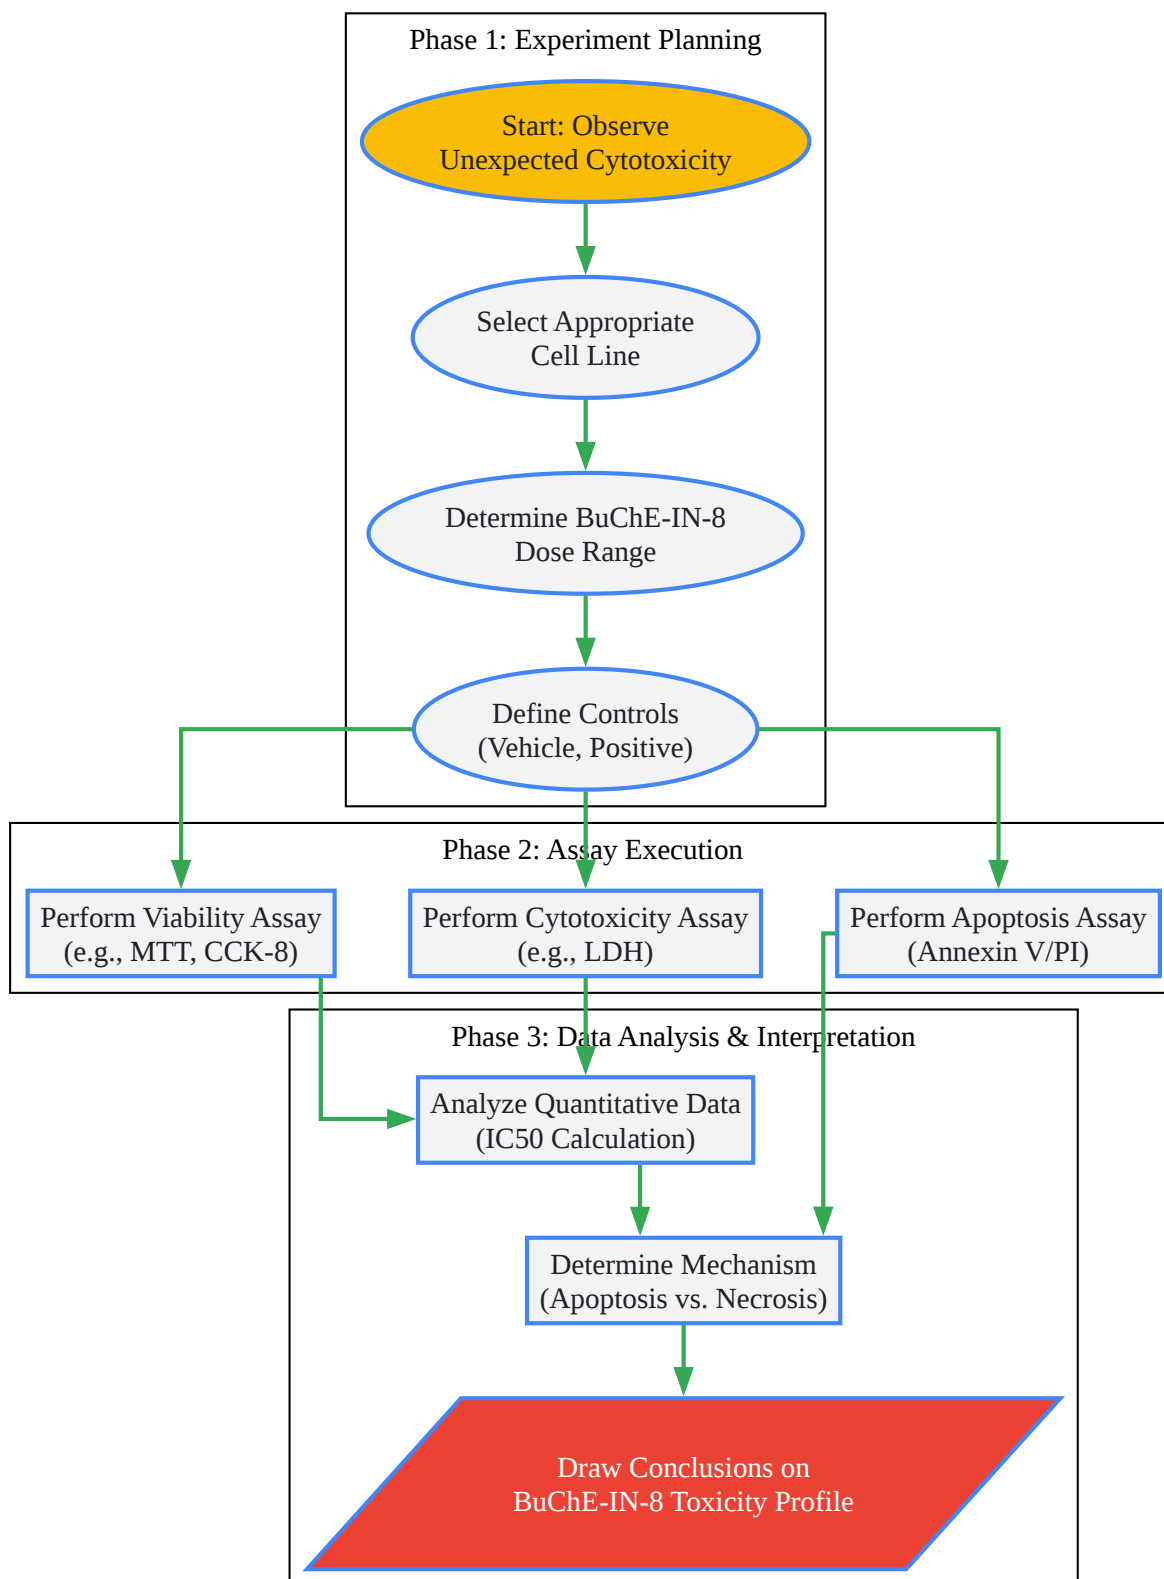 Phase 1: Experiment Planning
Start: Observe
Unexpected Cytotoxicity
Select Appropriate
Cell Line
Determine BuChE-IN-8
Dose Range
Define Controls
(Vehicle, Positive)
Phase 2: Assay Execution
Perform Viability Assay
(e.g., MTT, CCK-8)
Perform Cytotoxicity Assay
(e.g., LDH)
Perform Apoptosis Assay
(Annexin V/PI)
Phase 3: Data Analysis & Interpretation
Analyze Quantitative Data
(IC50 Calculation)
Determine Mechanism
(Apoptosis vs. Necrosis)
Draw Conclusions on
BuChE-IN-8 Toxicity Profile